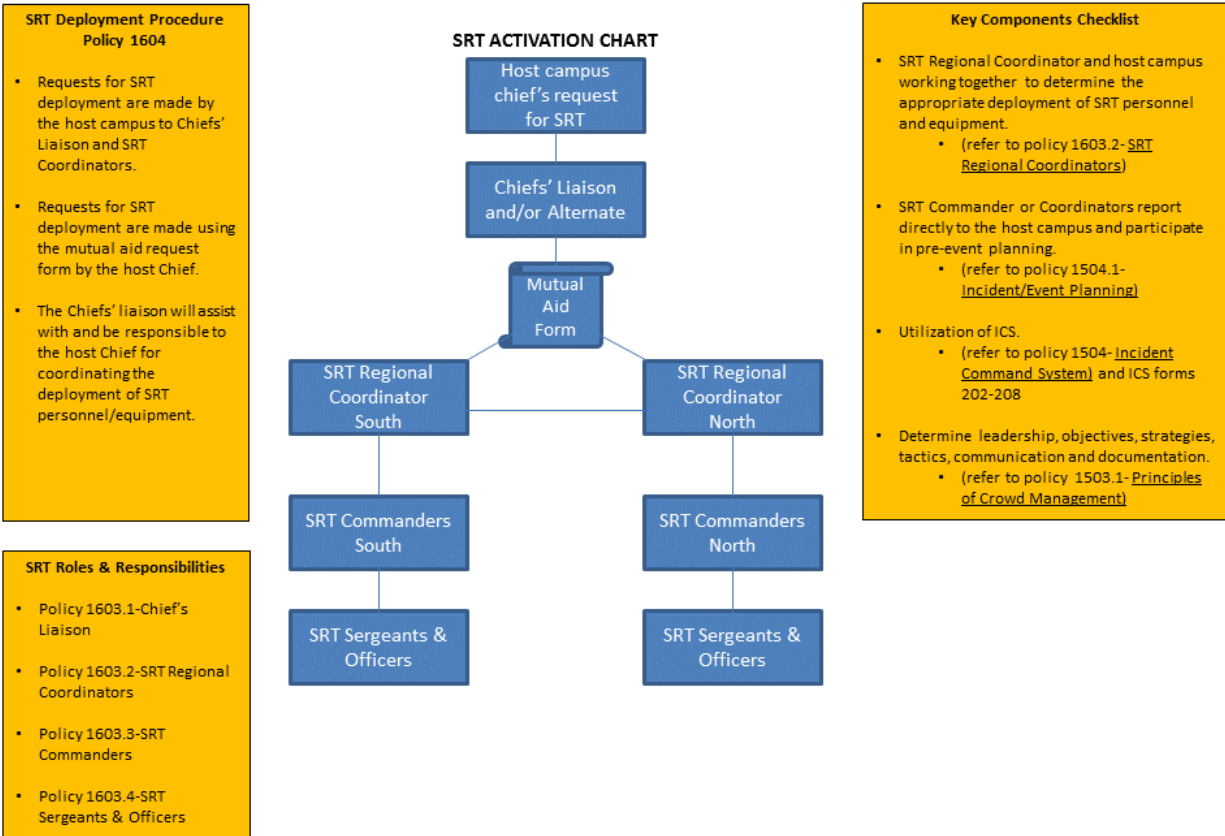 SRT Deployment Procedure
Policy 1604
• Requests for SRT
deployment are made by
the host campus to Chiefs'
Liaison and SRT
Coordinators.
• Requests for SRT
deployment are made using
the mutual aid request
form by the host Chief.
• The Chiefs' liaison will assist
with and be responsible to
the host Chief for
coordinating the
deployment of SRT
personnel/equipment.
SRT Roles & Responsibilities
• Policy 1603.1-Chief's
Liaison
• Policy 1603.2-SRT Regional
Coordinators
• Policy 1603.3-SRT
Commanders
• Policy 1603.4-SRT
Sergeants & Officers
SRT ACTIVATION CHART
Host campus
chief's request
for SRT
Chiefs' Liaison
and/or Alternate
Mutual
Aid
Form
SRT Regional
Coordinator
South
SRT Regional
Coordinator
North
SRT Commanders
South
SRT Commanders
North
SRT Sergeants &
Officers
SRT Sergeants &
Officers
Key Components Checklist
• SRT Regional Coordinator and host campus
working together to determine the
appropriate deployment of SRT personnel
and equipment.
• (refer to policy 1603.2- SRT
Regional Coordinators)
• SRT Commander or Coordinators report
directly to the host campus and participate
in pre-event planning.
• (refer to policy 1504.1-
Incident/Event Planning)
• Utilization of ICS.
• (refer to policy 1504- Incident
Command System) and ICS forms
202-208
• Determine leadership, objectives, strategies,
tactics, communication and documentation.
• (refer to policy 1503.1- Principles
of Crowd Management)